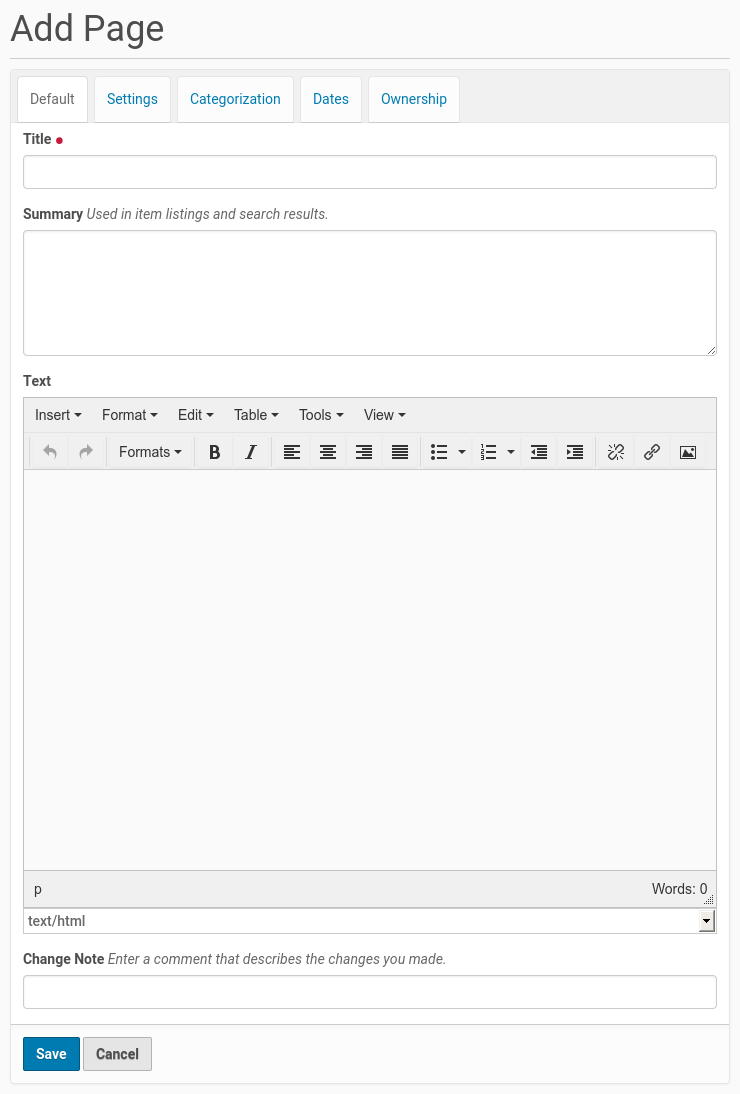 Add Page
Default Settings Categorization Dates Ownership
Title
Summary Used in item listings and search results.
Text
Insert Format Edit Table Tools View
Formats B I
p Words: 0
text/html
Change Note Enter a comment that describes the changes you made.
Save Cancel